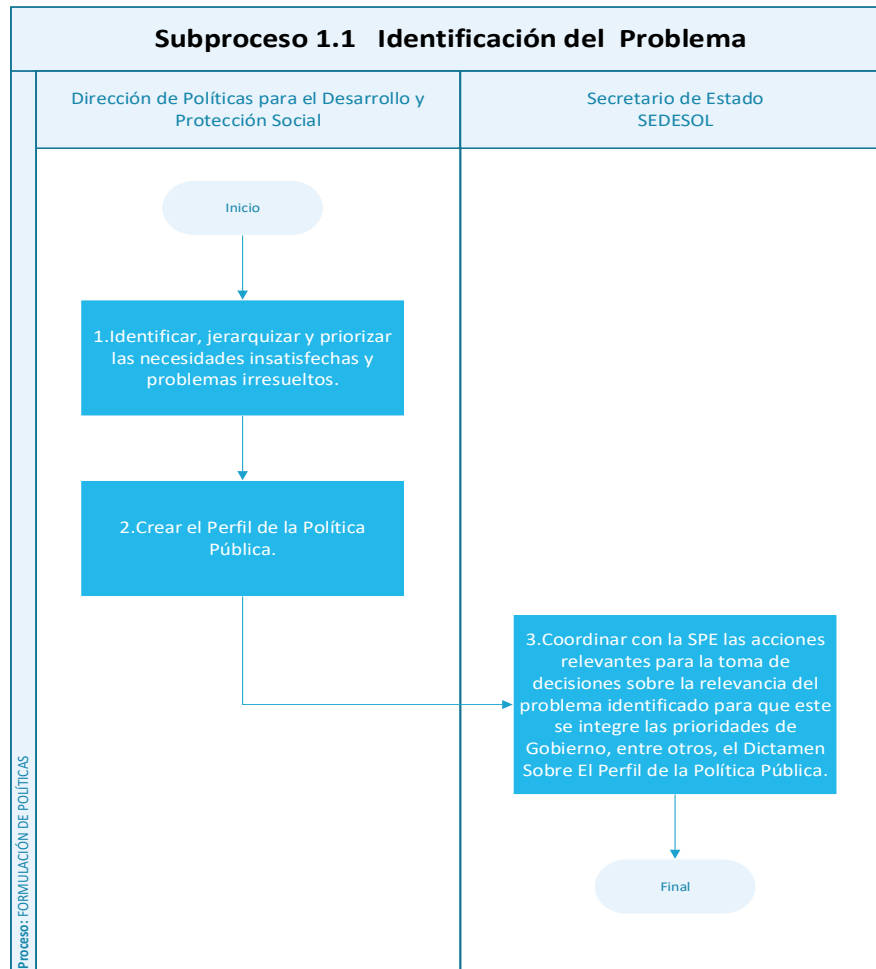 Subproceso 1.1 Identificación del Problema
Dirección de Políticas para el Desarrollo y
Protección Social
Secretario de Estado
SEDESOL
Inicio
1.Identificar, jerarquizar y priorizar
las necesidades insatisfechas y
problemas irresueltos.
2.Crear el Perfil de la Política
Pública.
3.Coordinar con la SPE las acciones
relevantes para la toma de
decisiones sobre la relevancia del
problema identificado para que este
se integre las prioridades de
Gobierno, entre otros, el Dictamen
Sobre El Perfil de la Política Pública.
Final
Proceso: FORMULACIÓN DE POLÍTICAS